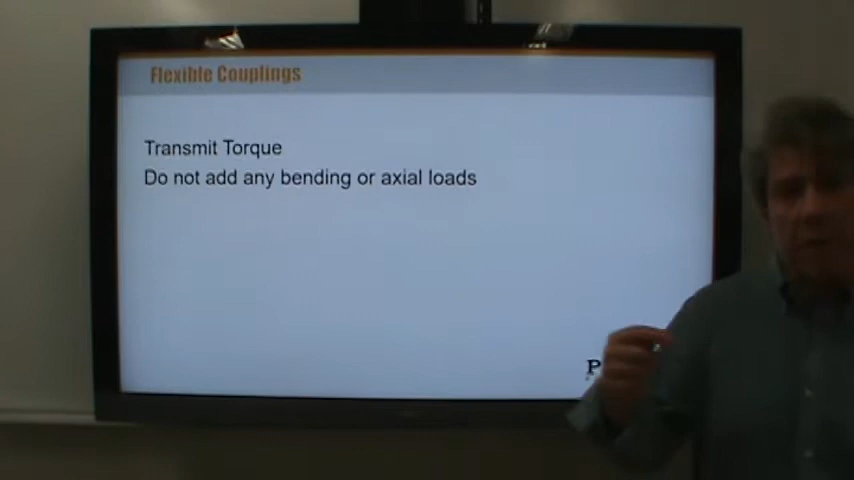 Flexible Couplings
Transmit Torque
Do not add any bending or axial loads